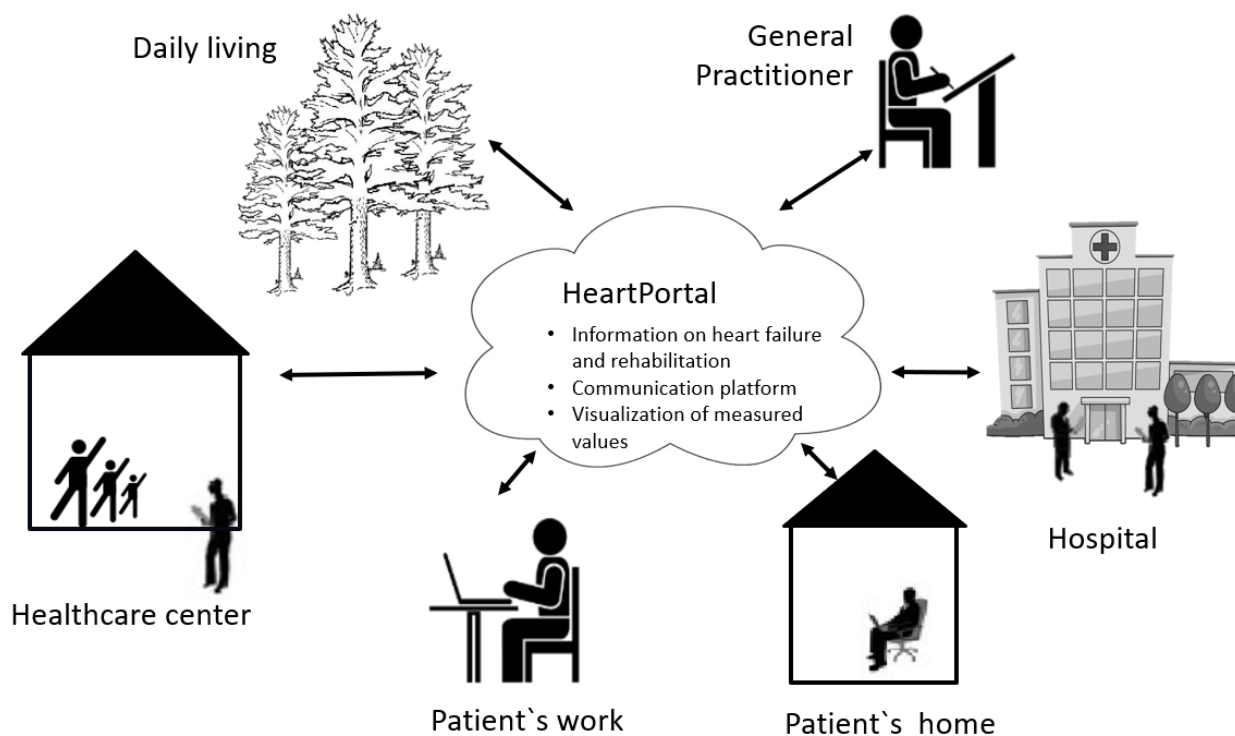 Daily living
General
Practitioner
HeartPortal
• Information on heart failure
and rehabilitation
• Communication platform
• Visualization of measured
values
Hospital
Healthcare center
Patient`s work
Patient`s  home